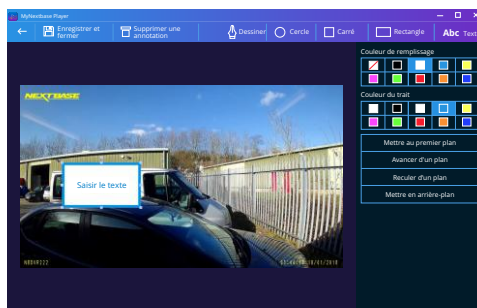 MyNextbase Player
Enregistrer et fermer
Supprimer une annotation
Dessiner
Cercle
Carré
Rectangle
Abc Text
Couleur de remplissage
NEXTBASE
Couleur du trait
Mettre au premier plan
Avancer d'un plan
Reculer d'un plan
Mettre en arrière-plan
Saisir le texte